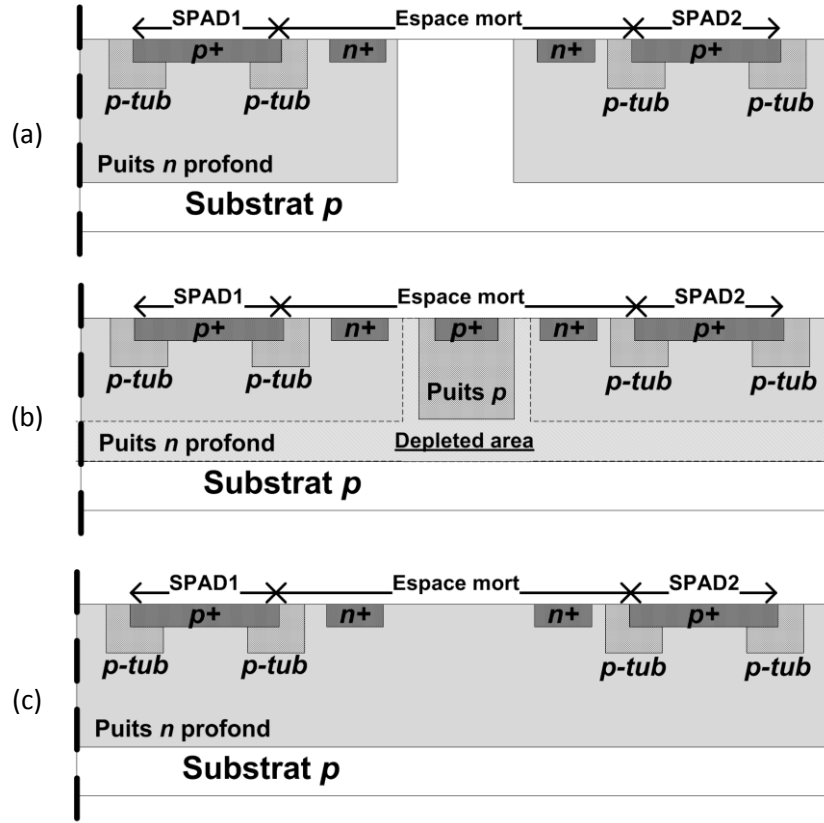 SPAD1 Espace mort SPAD2
p+ n+ n+ p+
p-tub p-tub p-tub p-tub
(a)
Puits n profond
Substrat p
SPAD1 Espace mort SPAD2
p+ n+ p+ n+ p+
p-tub p-tub Puits p p-tub p-tub
(b)
Puits n profond Depleted area
Substrat p
SPAD1 Espace mort SPAD2
p+ n+ n+ p+
p-tub p-tub p-tub p-tub
(c)
Puits n profond
Substrat p